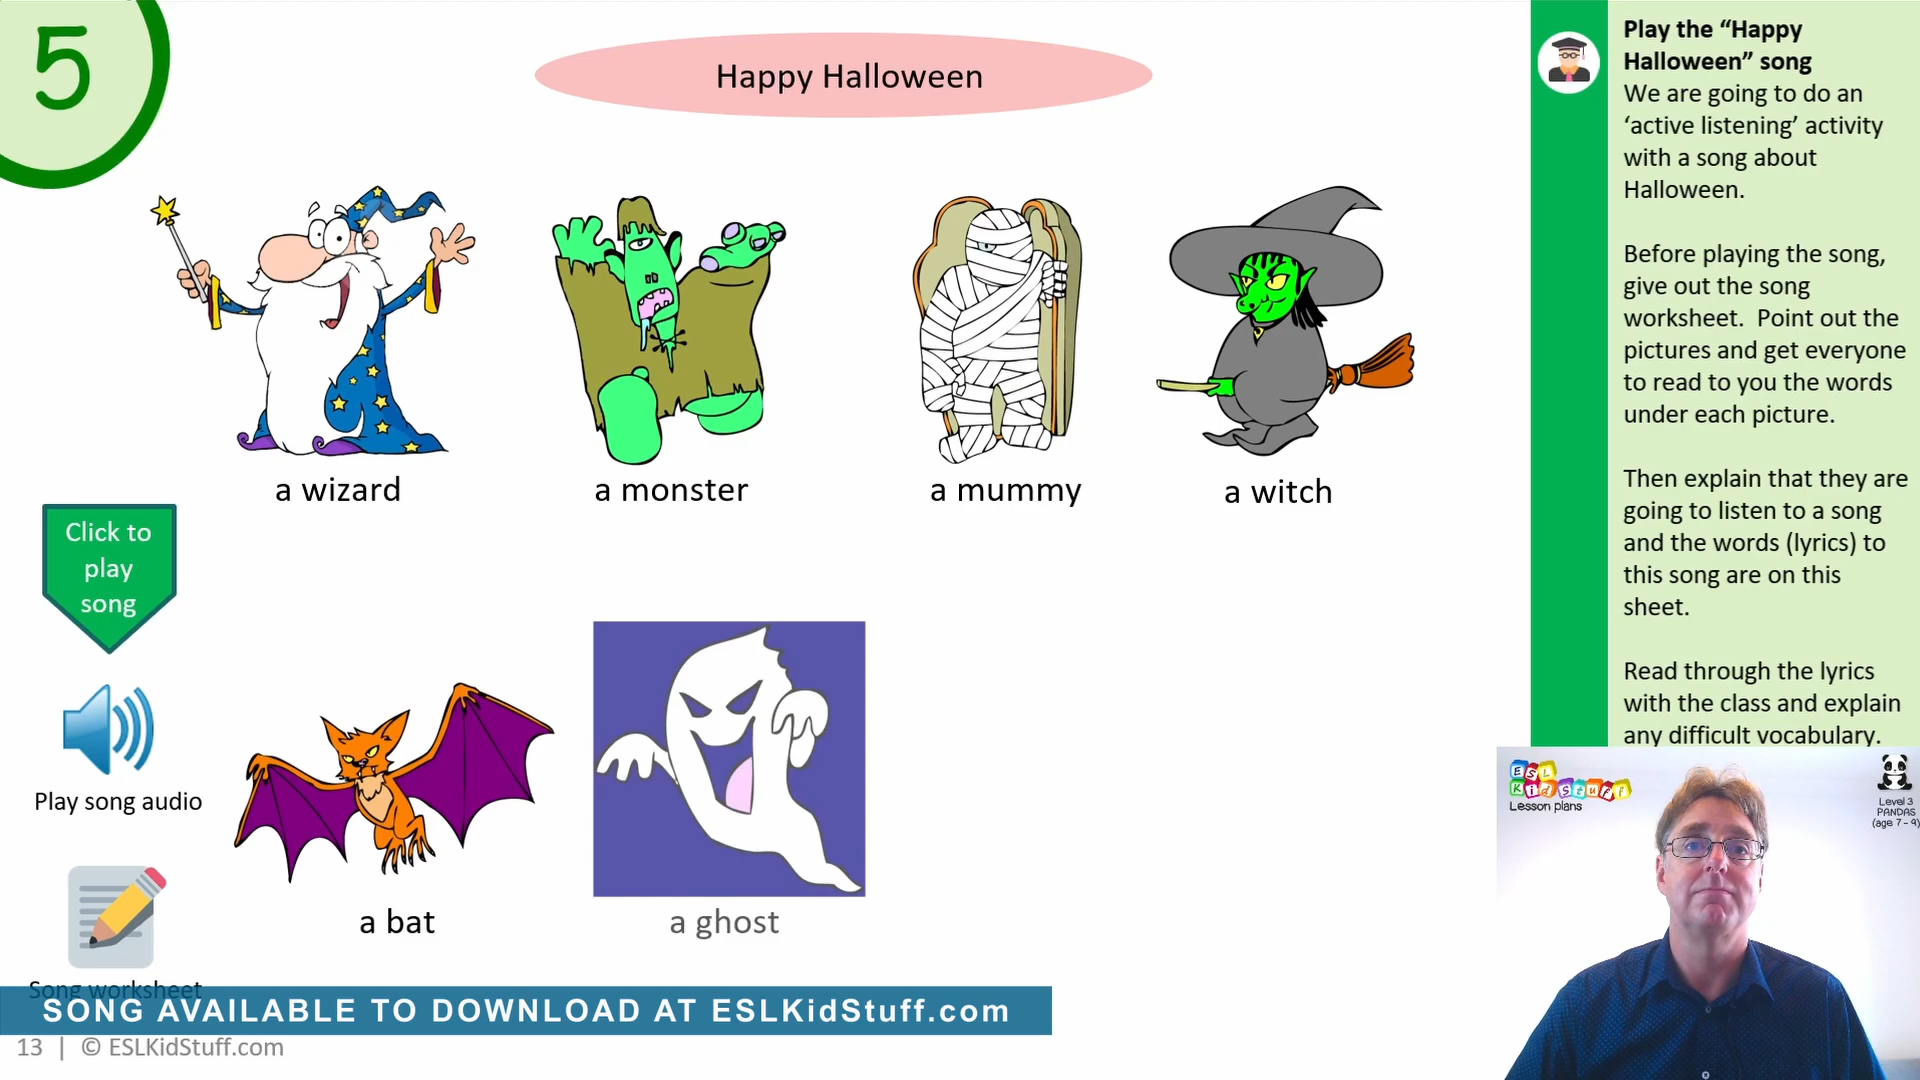 5
Happy Halloween
a wizard
a monster
a mummy
a witch
Click to
play
song
Play song audio
a bat
a ghost
Song worksheet
SONG AVAILABLE TO DOWNLOAD AT ESLKidStuff.com
13 | © ESLKidStuff.com
Play the “Happy
Halloween” song
We are going to do an
‘active listening’ activity
with a song about
Halloween.
Before playing the song,
give out the song
worksheet. Point out the
pictures and get everyone
to read to you the words
under each picture.
Then explain that they are
going to listen to a song
and the words (lyrics) to
this song are on this
sheet.
Read through the lyrics
with the class and explain
any difficult vocabulary.
ESL
KidStuff
Lesson plans
Level 3
PANDAS
(age 7 - 9)